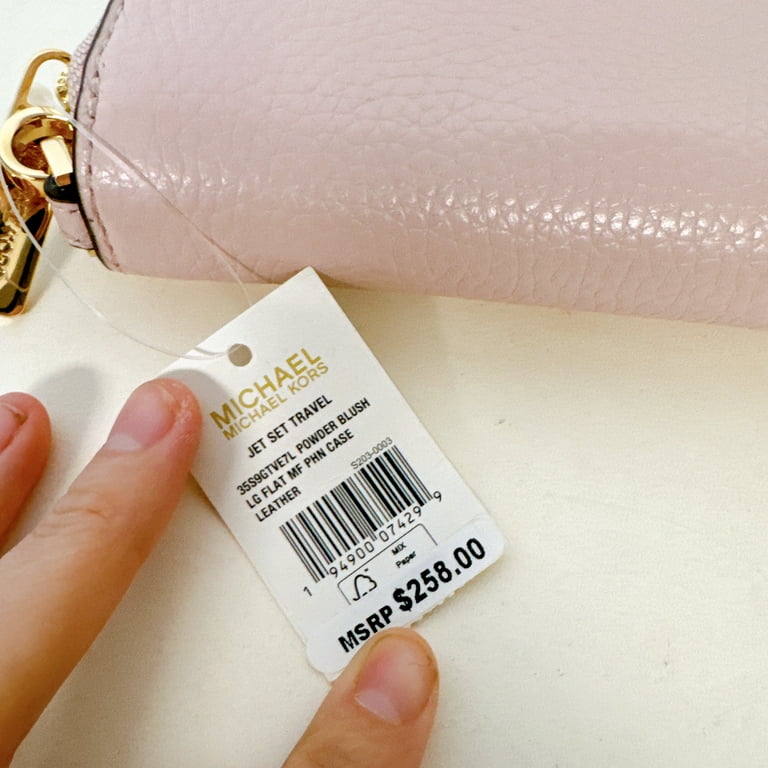 MICHAEL
MICHAEL KORS
JET SET TRAVEL
35S9GTVE7L POWDER BLUSH
LG FLAT MF PHN CASE
LEATHER
S203-0003
1 94900 07429 9
MIX
Paper
MSRP $258.00